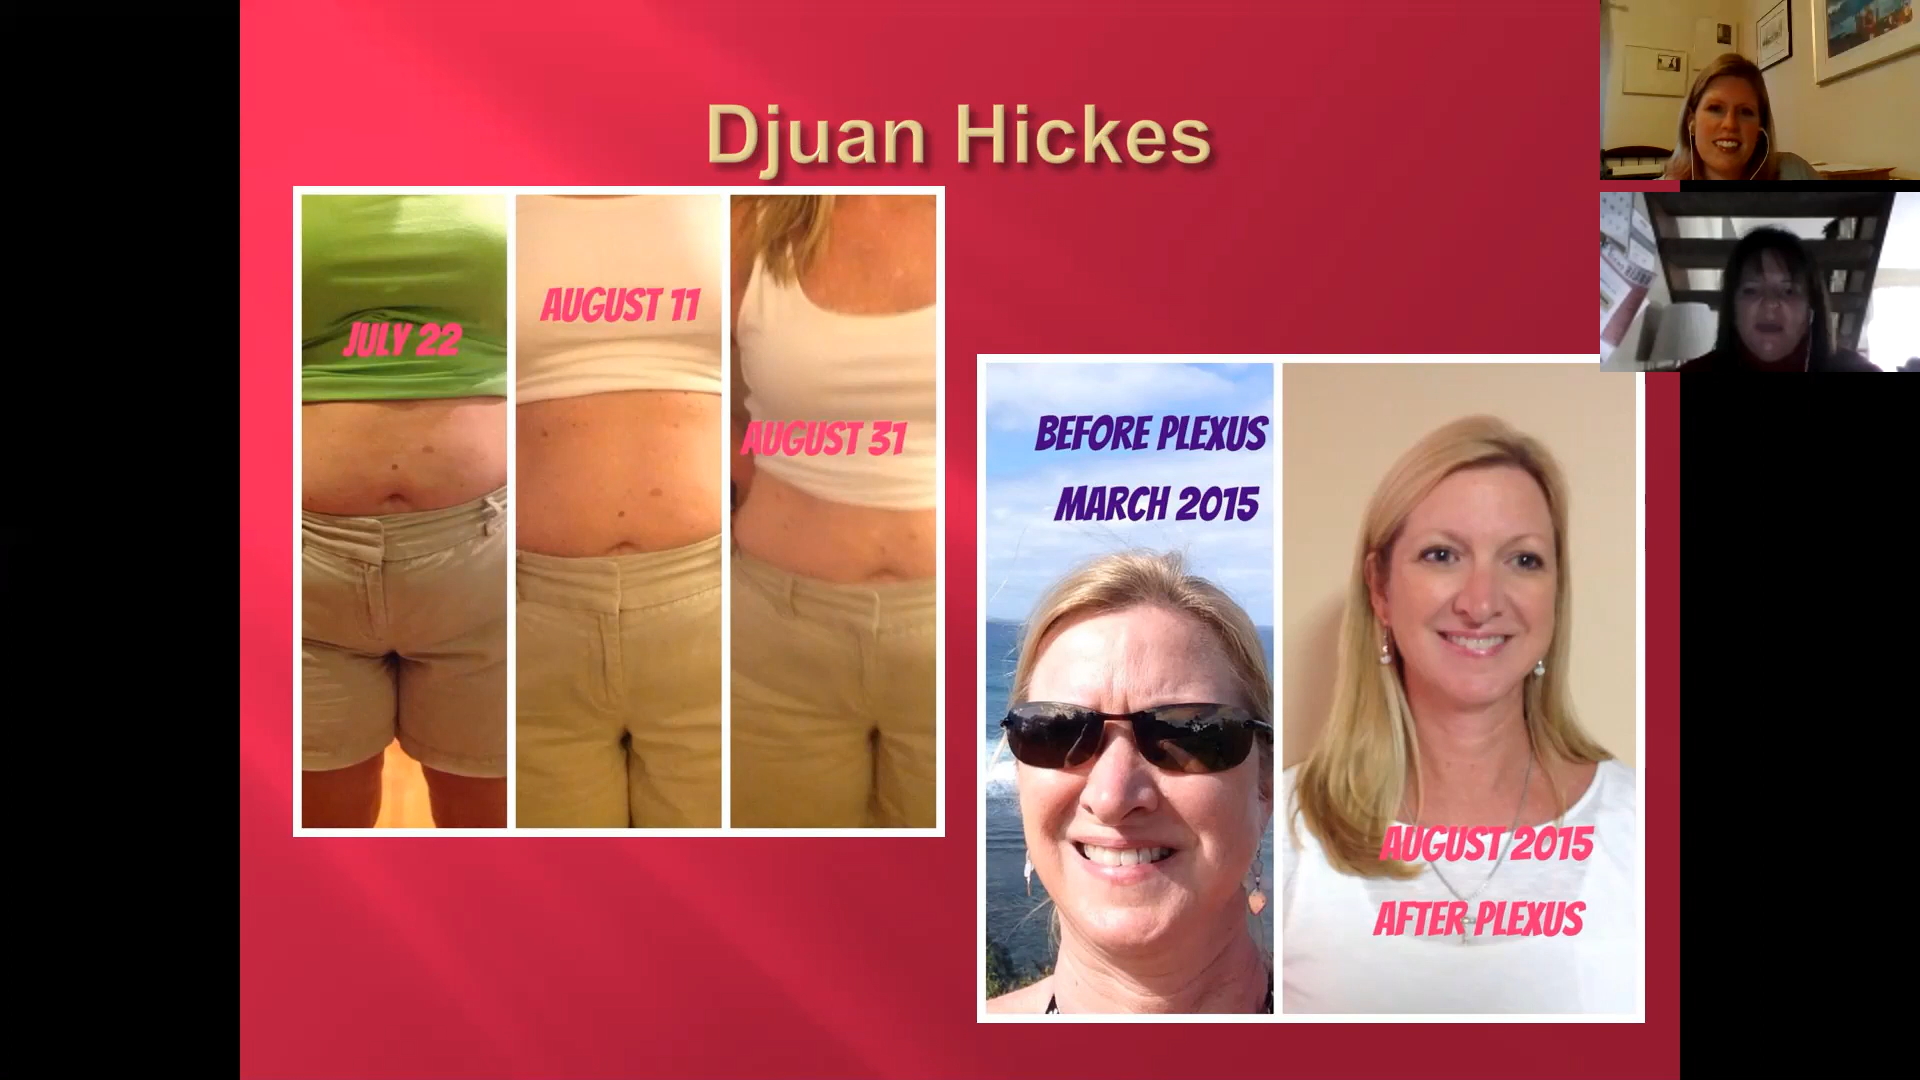 Djuan Hickes
JULY 22
AUGUST 11
AUGUST 31
BEFORE PLEXUS
MARCH 2015
AUGUST 2015
AFTER PLEXUS